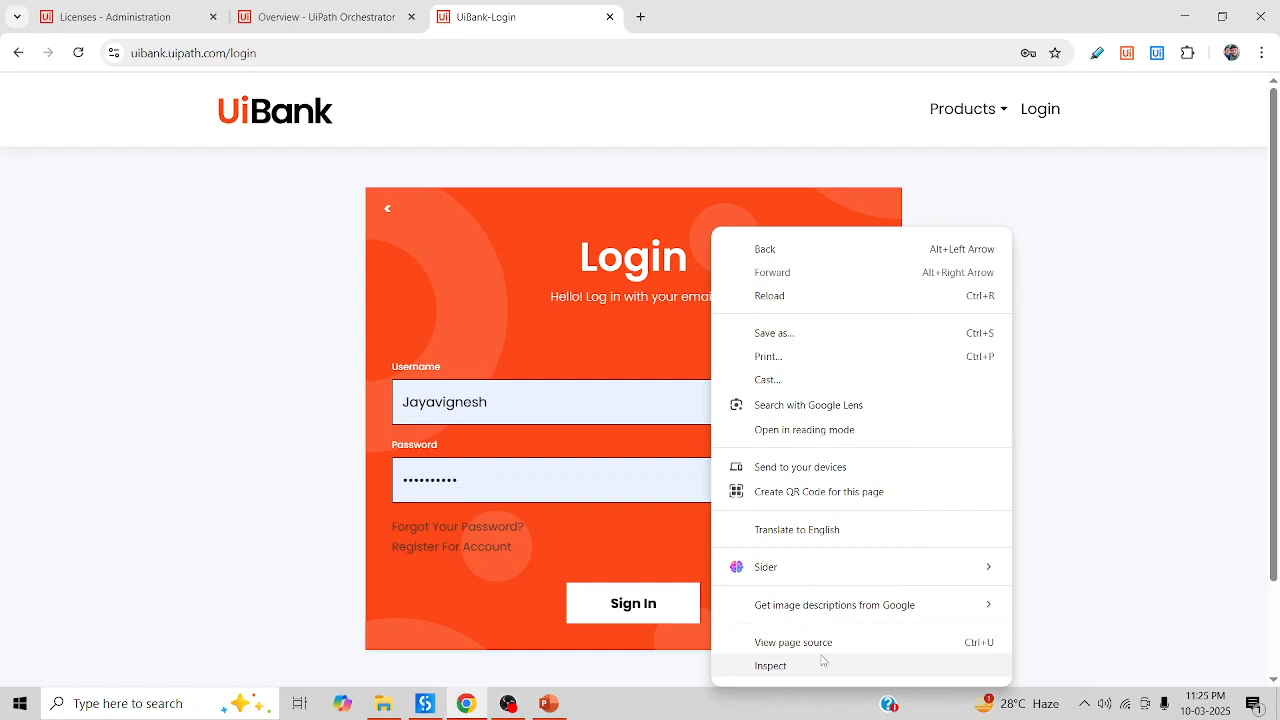 Licenses - Administration
Overview - UiPath Orchestrator
UiBank-Login
uibank.uipath.com/login
UiBank
Products
Login
Login
Hello! Log in with your emai
Username
Jayavignesh
Password
••••••••••
Forgot Your Password?
Register For Account
Sign In
Back Alt+Left Arrow
Forward Alt+Right Arrow
Reload Ctrl+R
Save as... Ctrl+S
Print... Ctrl+P
Cast...
Search with Google Lens
Open in reading mode
Send to your devices
Create QR Code for this page
Translate to English
Sider
Get image descriptions from Google
View page source Ctrl+U
Inspect
Type here to search
28°C Haze
11:25 PM
10-03-2025